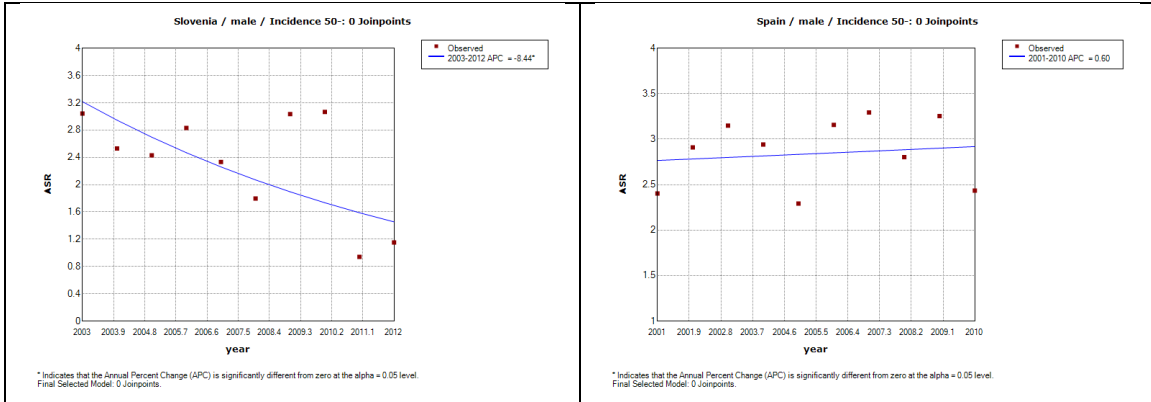 Slovenia / male / Incidence 50-: 0 Joinpoints
4
3.6
3.2
2.8
2.4
2
1.6
1.2
0.8
0.4
0
ASR
2003 2003.9 2004.8 2005.7 2006.6 2007.5 2008.4 2009.3 2010.2 2011.1 2012
year
Observed
2003-2012 APC = -8.44*
* Indicates that the Annual Percent Change (APC) is significantly different from zero at the alpha = 0.05 level.
Final Selected Model: 0 Joinpoints.
Spain / male / Incidence 50-: 0 Joinpoints
4
3.5
3
2.5
2
1.5
1
ASR
2001 2001.9 2002.8 2003.7 2004.6 2005.5 2006.4 2007.3 2008.2 2009.1 2010
year
Observed
2001-2010 APC = 0.60
* Indicates that the Annual Percent Change (APC) is significantly different from zero at the alpha = 0.05 level.
Final Selected Model: 0 Joinpoints.